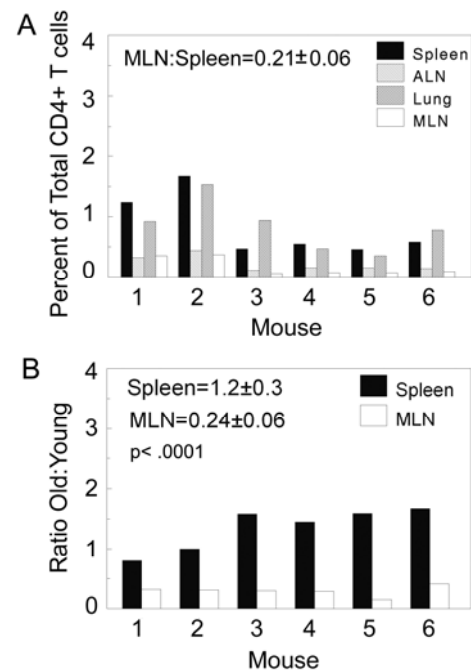 A
Percent of Total CD4+ T cells
4
3
2
1
0
MLN:Spleen=0.21±0.06
Spleen
ALN
Lung
MLN
1 2 3 4 5 6
Mouse
B
Ratio Old:Young
4
3
2
1
0
Spleen=1.2±0.3
MLN=0.24±0.06
p< .0001
Spleen
MLN
1 2 3 4 5 6
Mouse